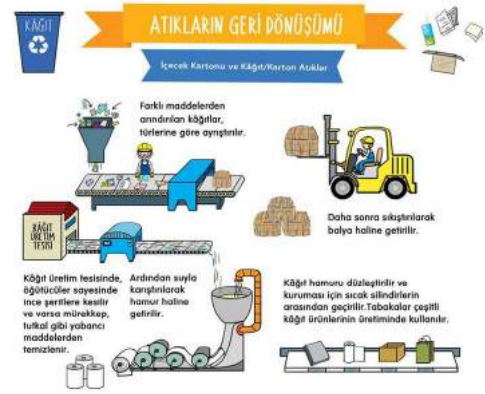 KAĞIT
ATIKLARIN GERİ DÖNÜŞÜMÜ
İçecek Kartonu ve Kâğıt/Karton Atıklar
Farklı maddelerden
arındırılan kâğıtlar,
türlerine göre ayrıştırılır.
Daha sonra sıkıştırılarak
balya haline getirilir.
KAĞIT
ÜRETİM
TESİSİ
Kâğıt üretim tesisinde,
öğütücüler sayesinde
ince şeritlere kesilir
ve varsa mürekkep,
tutkal gibi yabancı
maddelerden
temizlenir.
Ardından suyla
karıştırılarak
hamur haline
getirilir.
Kâğıt hamuru düzleştirilir ve
kuruması için sıcak silindirlerin
arasından geçirilir.Tabakalar çeşitli
kâğıt ürünlerinin üretiminde kullanılır.